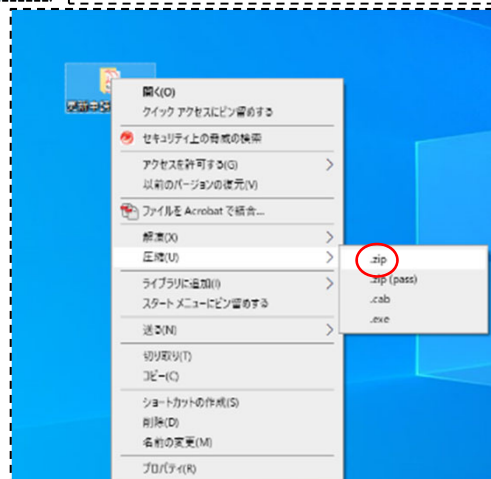 開く(O)
クイック アクセスにピン留めする
セキュリティ上の脅威の検索
アクセスを許可する(G)
以前のバージョンの復元(V)
ファイルを Acrobat で結合...
解凍(X)
圧縮(U)
.zip
.zip (pass)
.cab
.exe
ライブラリに追加(I)
スタート メニューにピン留めする
送る(N)
切り取り(T)
コピー(C)
ショートカットの作成(S)
削除(D)
名前の変更(M)
プロパティ(R)